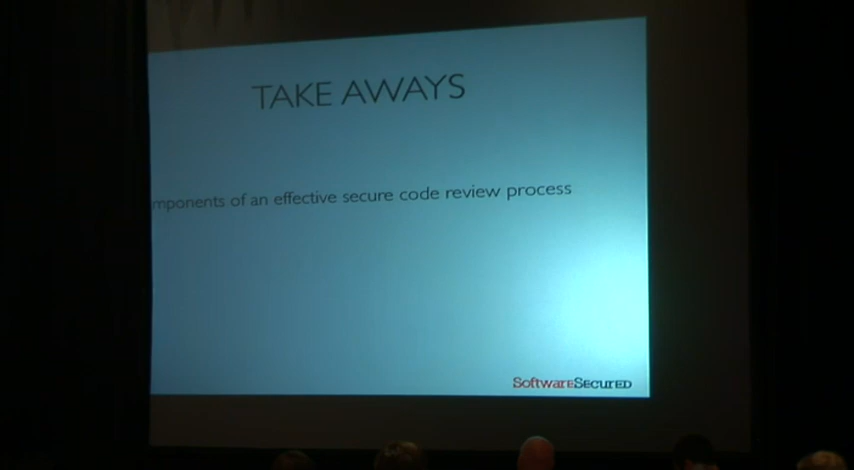 TAKE AWAYS
mponents of an effective secure code review process
SoftwareSecured